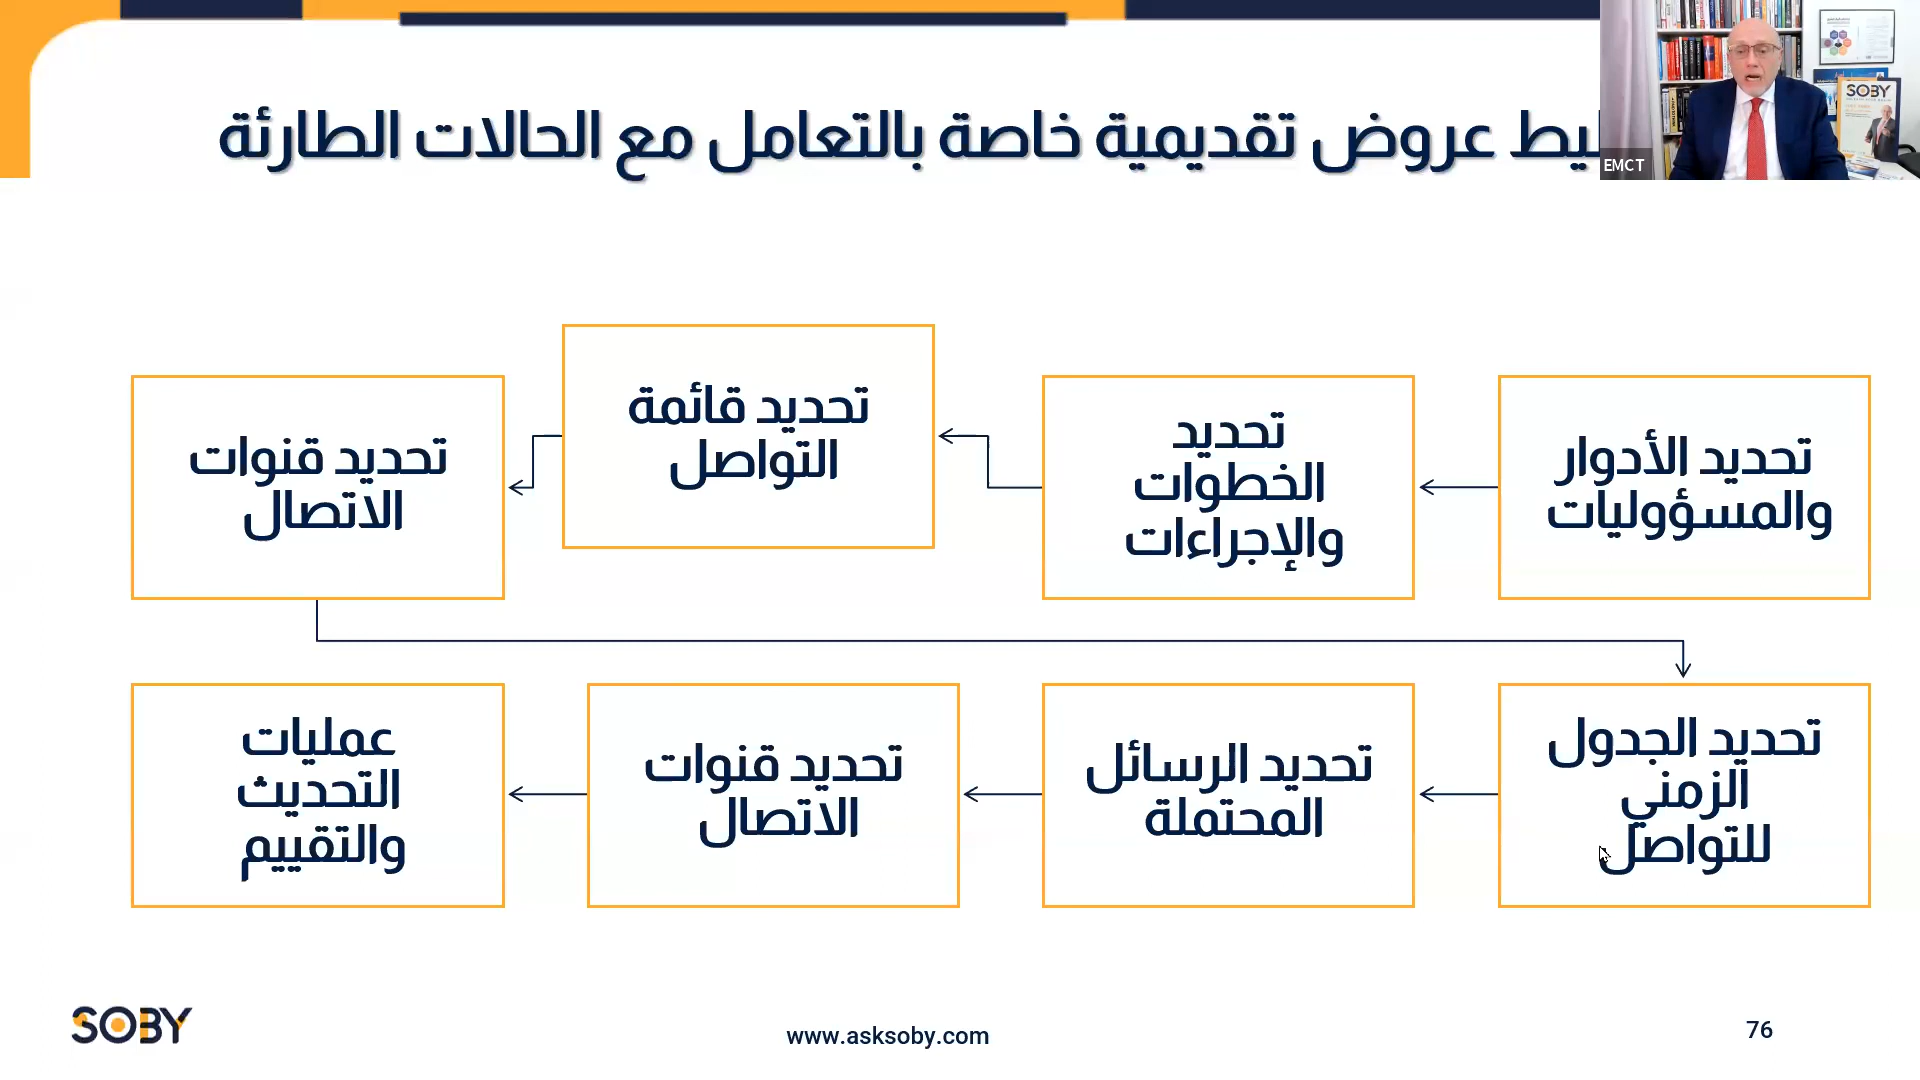 عروض تقديمية خاصة بالتعامل مع الحالات الطارئة
SOBY
EMCT
تحديد الأدوار
والمسؤوليات
تحديد
الخطوات
والإجراءات
تحديد قائمة
التواصل
تحديد قنوات
الاتصال
تحديد الجدول
الزمني
للتواصل
تحديد الرسائل
المحتملة
تحديد قنوات
الاتصال
عمليات
التحديث
والتقييم
SOBY
www.asksoby.com
76